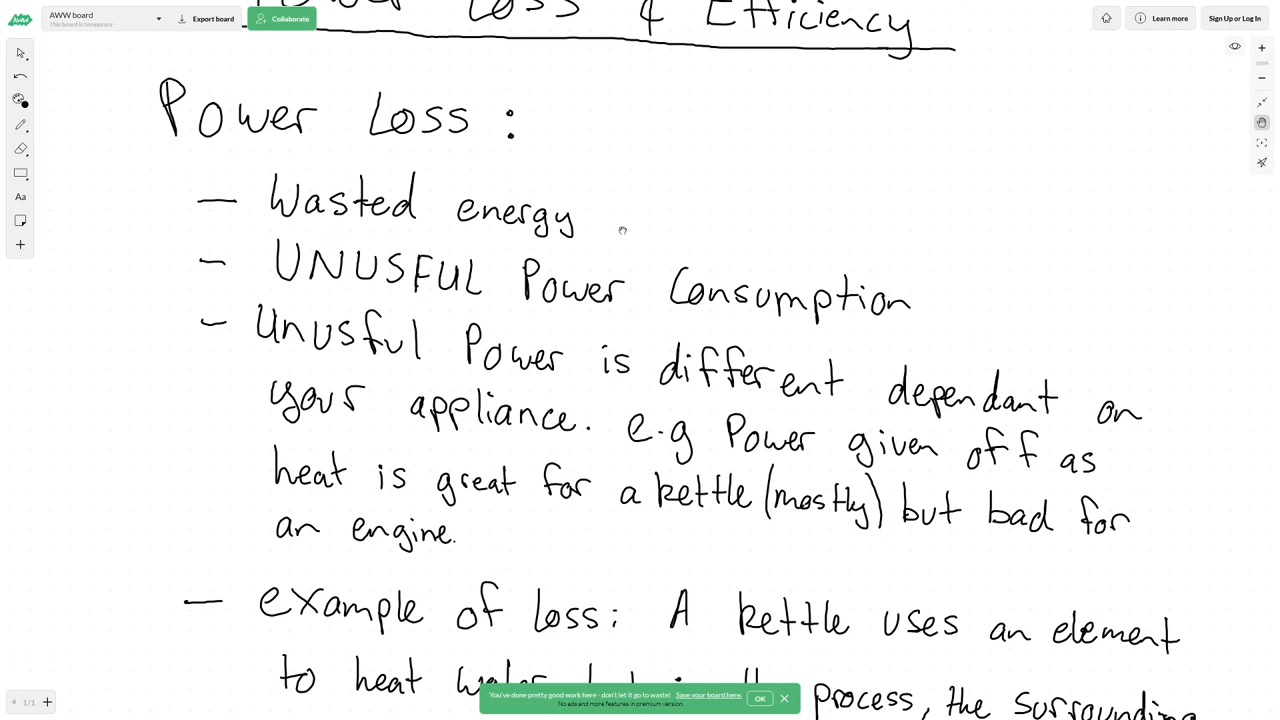 AWW board
This board is temporary
Export board
Collaborate
Learn more
Sign Up or Log In
Power Loss & Efficiency
100%
Power Loss :
- Wasted energy
- UNUSFUL Power Consumption
- Unusful Power is different dependant on
your appliance. e.g Power given off as
heat is great for a kettle (mostly) but bad for
an engine.
- example of loss: A kettle uses an element
to heat process, the surrounding
Aa
You've done pretty good work here - don't let it go to waste! Save your board here.
No ads and more features in premium version.
OK
1/1